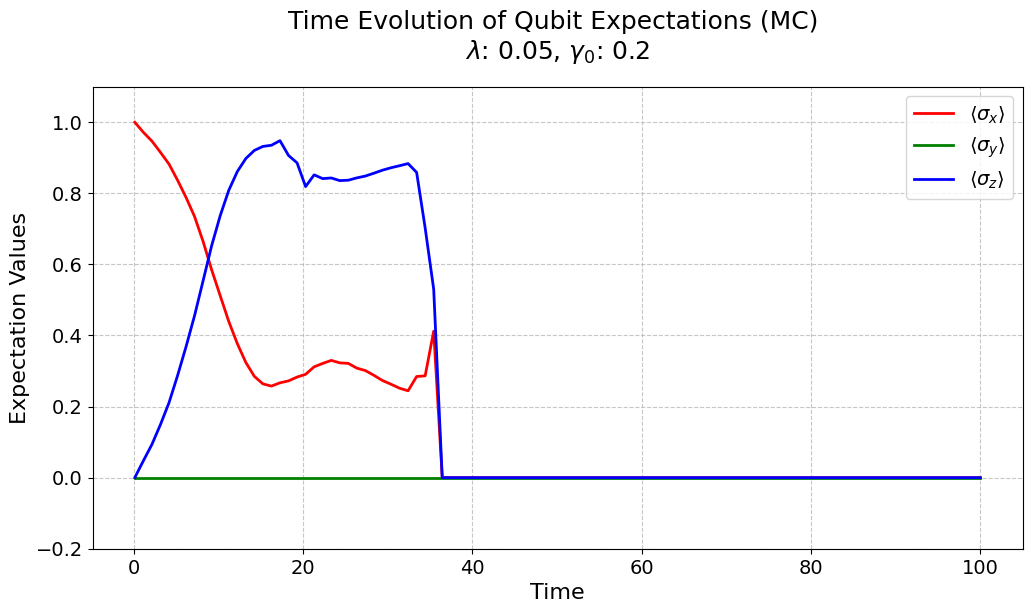 Time Evolution of Qubit Expectations (MC)
λ: 0.05, γ₀: 0.2
⟨σₓ⟩
⟨σ_y⟩
⟨σ_z⟩
Expectation Values
1.0
0.8
0.6
0.4
0.2
0.0
−0.2
0 20 40 60 80 100
Time